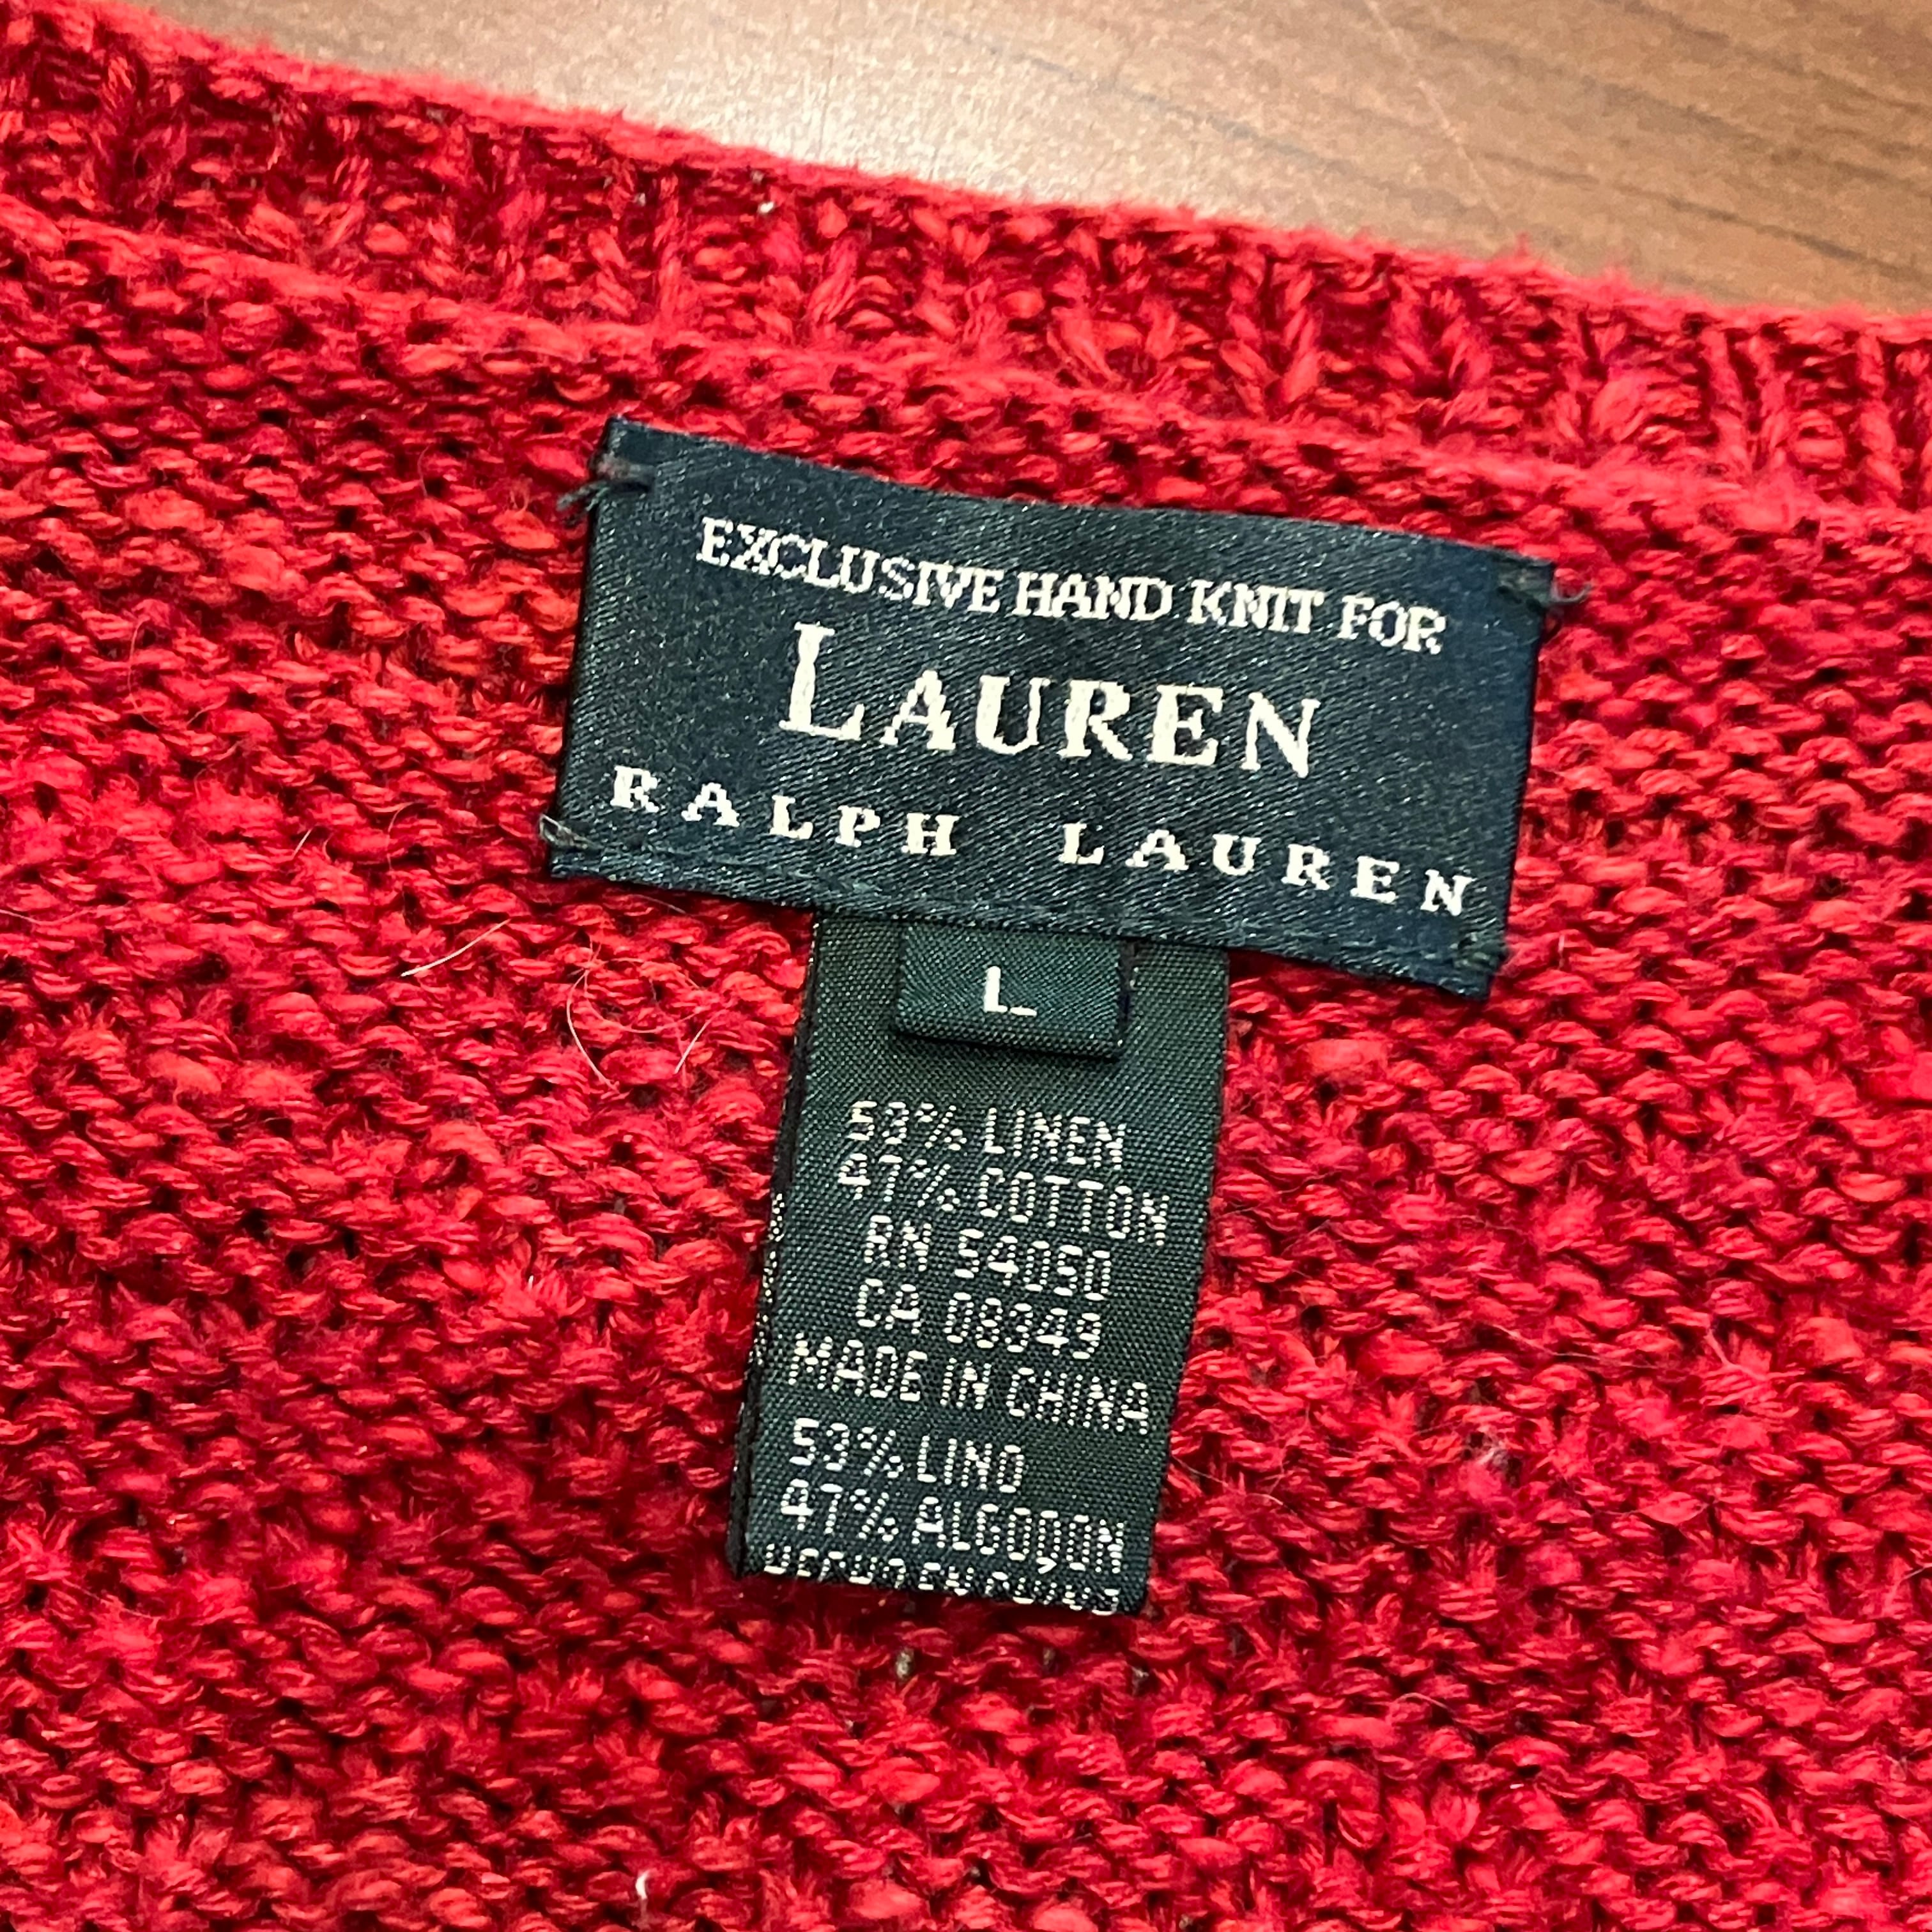 EXCLUSIVE HAND KNIT FOR
LAUREN
RALPH LAUREN
L
53% LINEN
47% COTTON
RN 54050
CA 08349
MADE IN CHINA
53% LINO
47% ALGODON